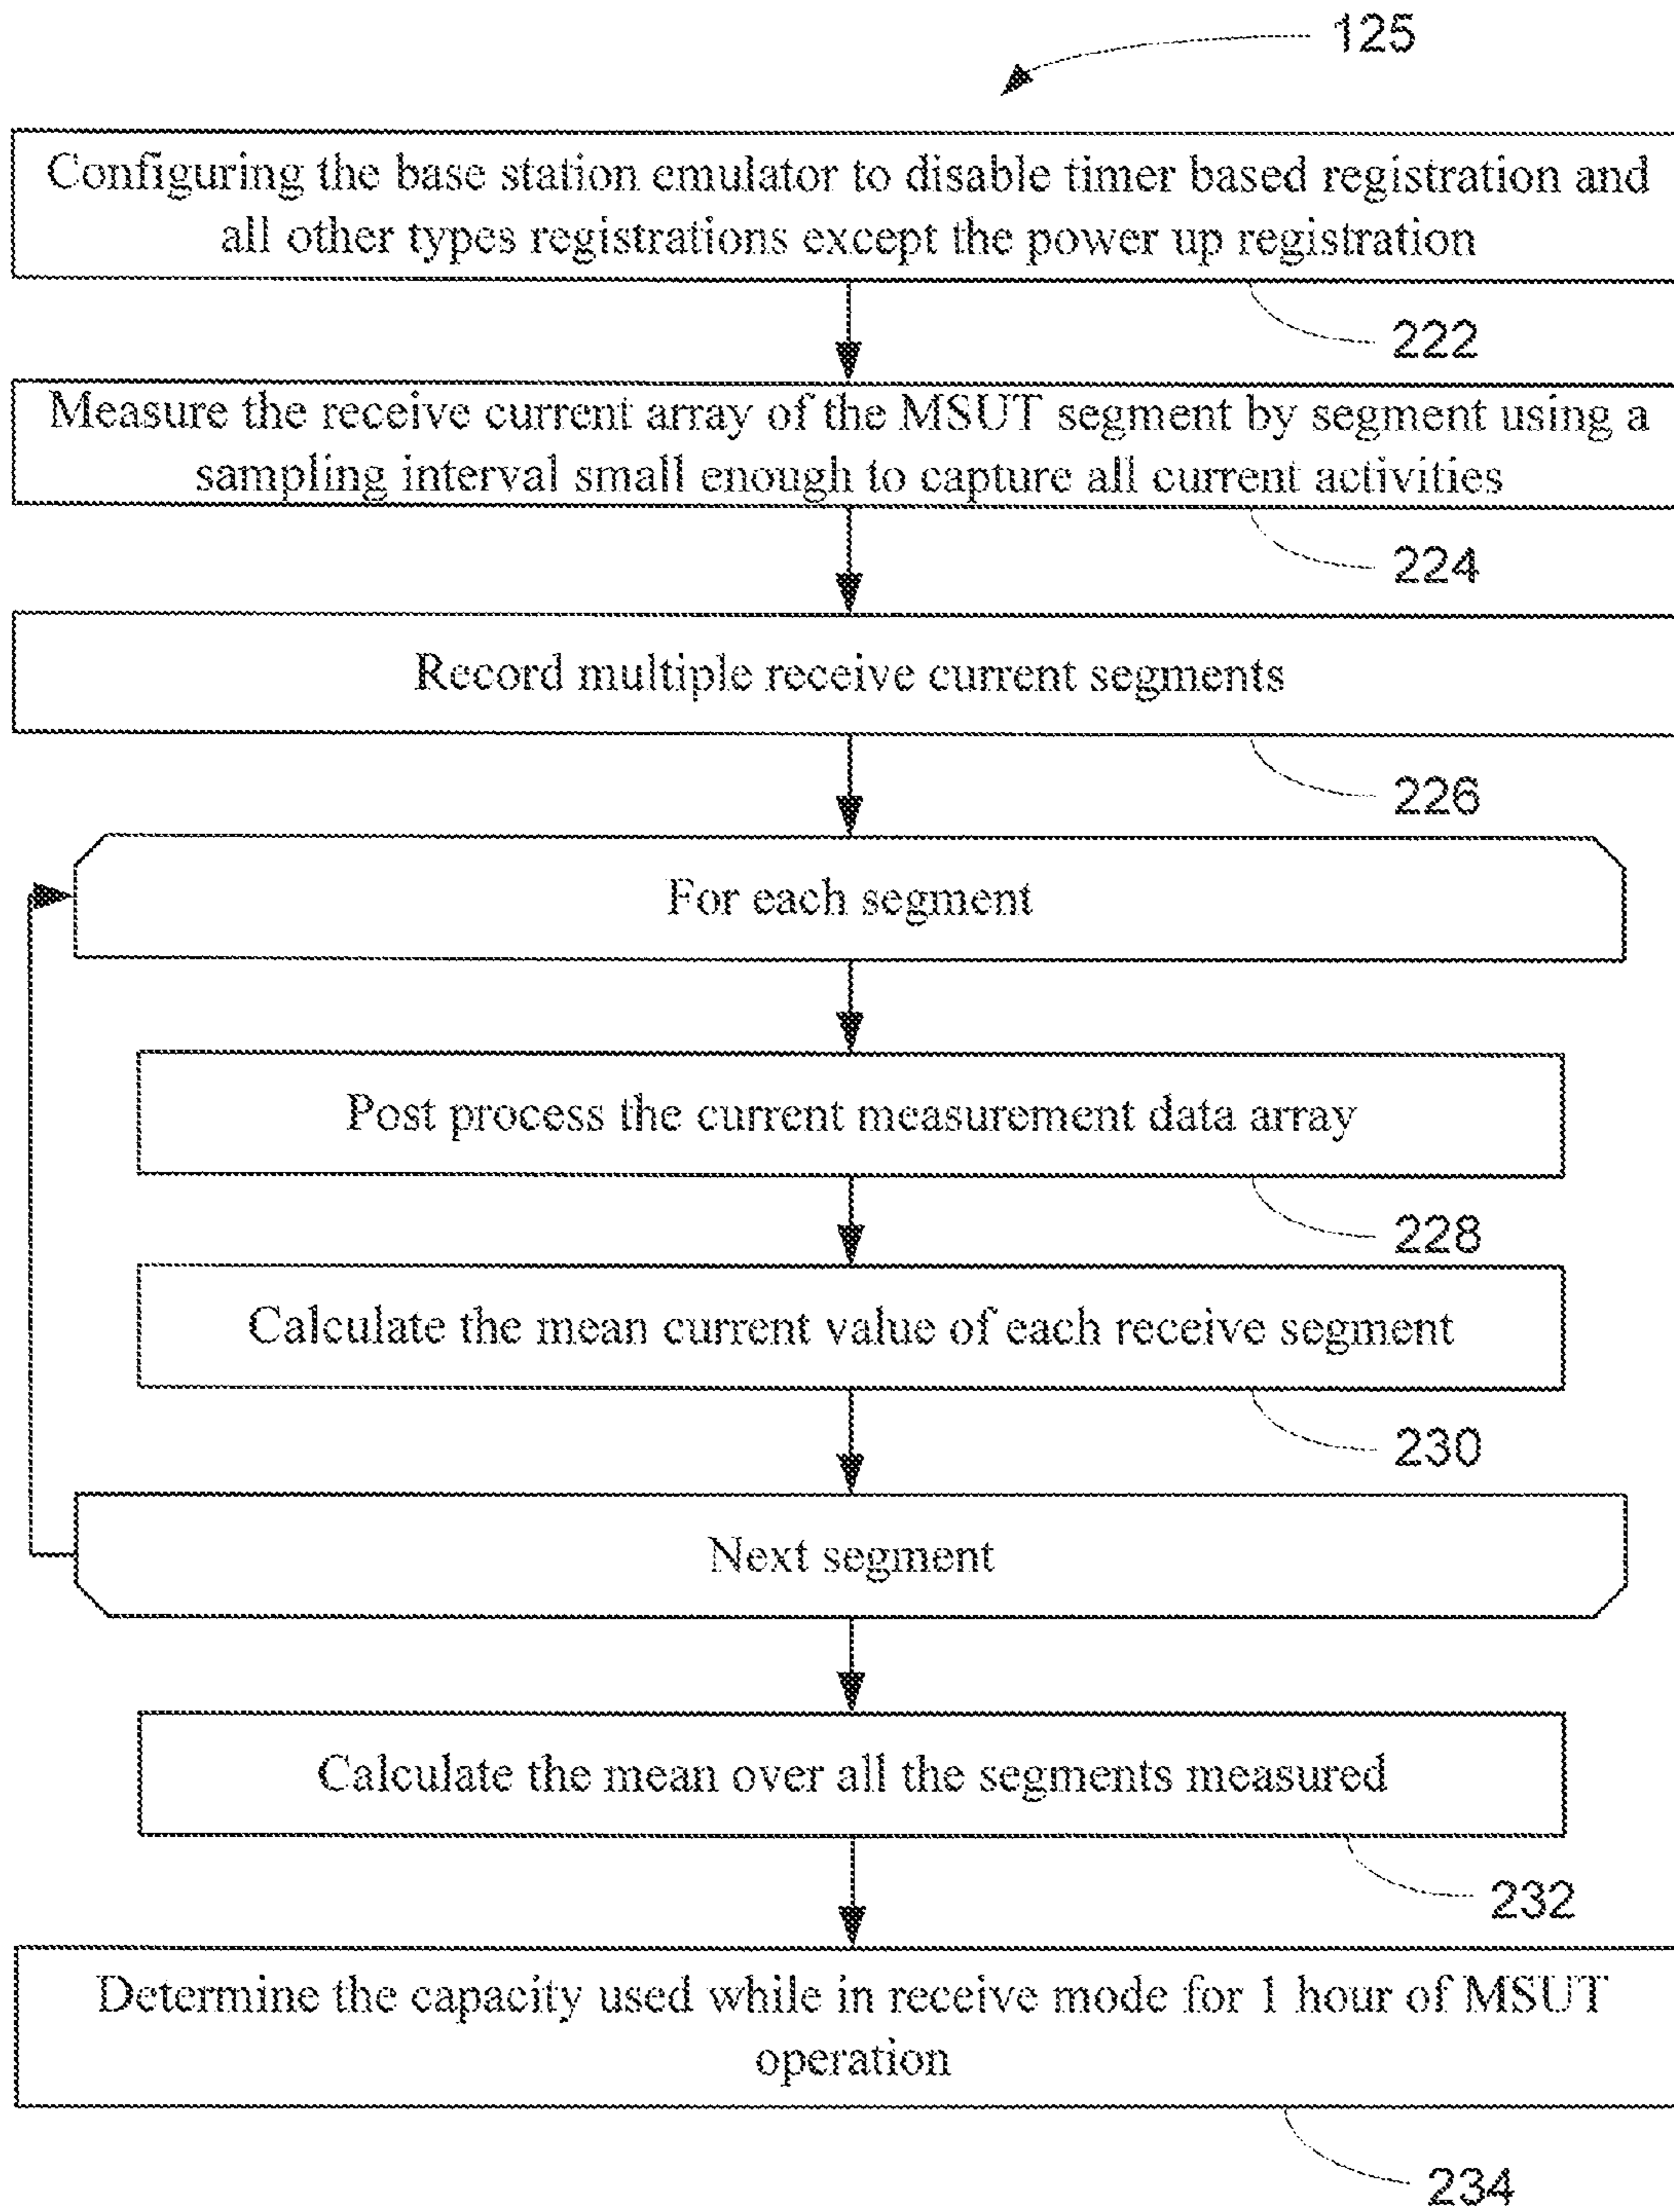 125
Configuring the base station emulator to disable timer based registration and
all other types registrations except the power up registration
222
Measure the receive current array of the MSUT segment by segment using a
sampling interval small enough to capture all current activities
224
Record multiple receive current segments
226
For each segment
Post process the current measurement data array
228
Calculate the mean current value of each receive segment
230
Next segment
Calculate the mean over all the segments measured
232
Determine the capacity used while in receive mode for 1 hour of MSUT
operation
234